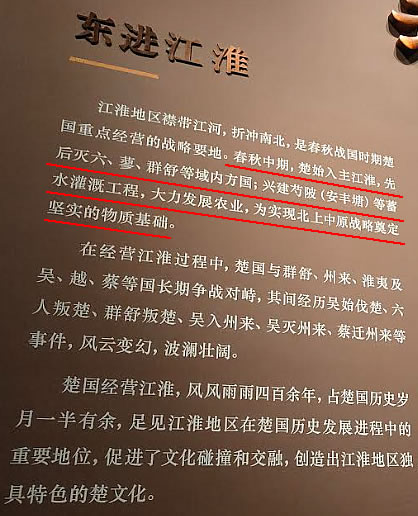 东进江淮
江淮地区襟带江河，折冲南北，是春秋战国时期楚
国重点经营的战略要地。春秋中期，楚始入主江淮，先
后灭六、蓼、群舒等域内方国；兴建芍陂（安丰塘）等蓄
水灌溉工程，大力发展农业，为实现北上中原战略奠定
坚实的物质基础。
在经营江淮过程中，楚国与群舒、州来、淮夷及
吴、越、蔡等国长期争战对峙，其间经历吴始伐楚、六
人叛楚、群舒叛楚、吴入州来、吴灭州来、蔡迁州来等
事件，风云变幻，波澜壮阔。
楚国经营江淮，风风雨雨四百余年，占楚国历史岁
月一半有余，足见江淮地区在楚国历史发展进程中的
重要地位，促进了文化碰撞和交融，创造出江淮地区独
具特色的楚文化。